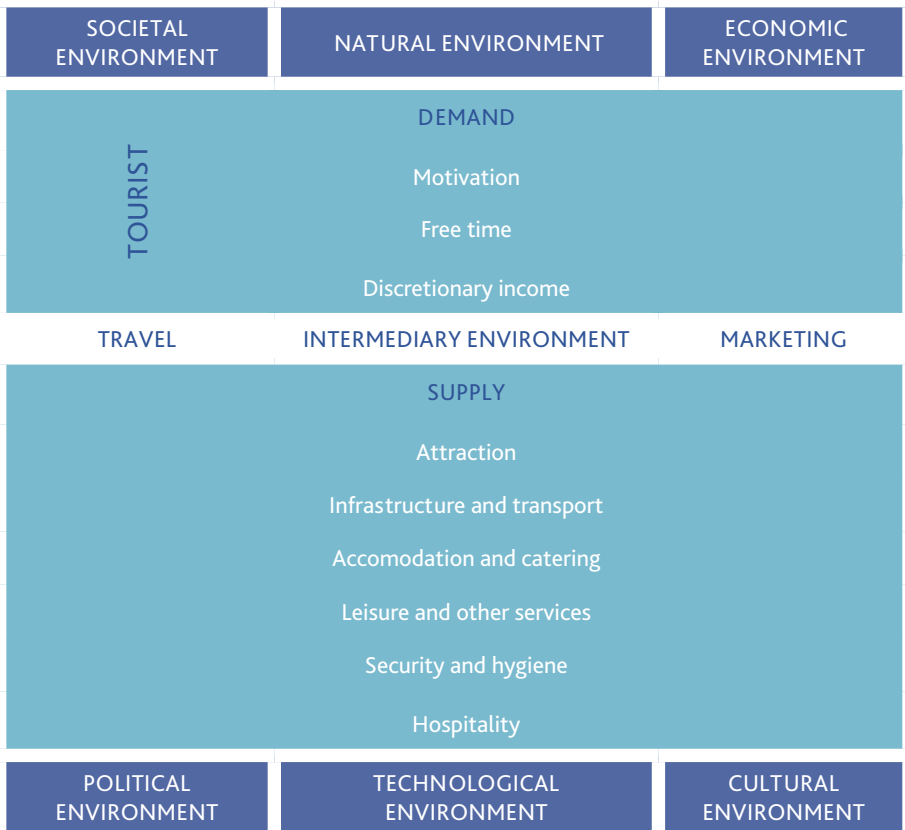 SOCIETAL
ENVIRONMENT
NATURAL ENVIRONMENT
ECONOMIC
ENVIRONMENT
DEMAND
TOURIST
Motivation
Free time
Discretionary income
TRAVEL
INTERMEDIARY ENVIRONMENT
MARKETING
SUPPLY
Attraction
Infrastructure and transport
Accomodation and catering
Leisure and other services
Security and hygiene
Hospitality
POLITICAL
ENVIRONMENT
TECHNOLOGICAL
ENVIRONMENT
CULTURAL
ENVIRONMENT